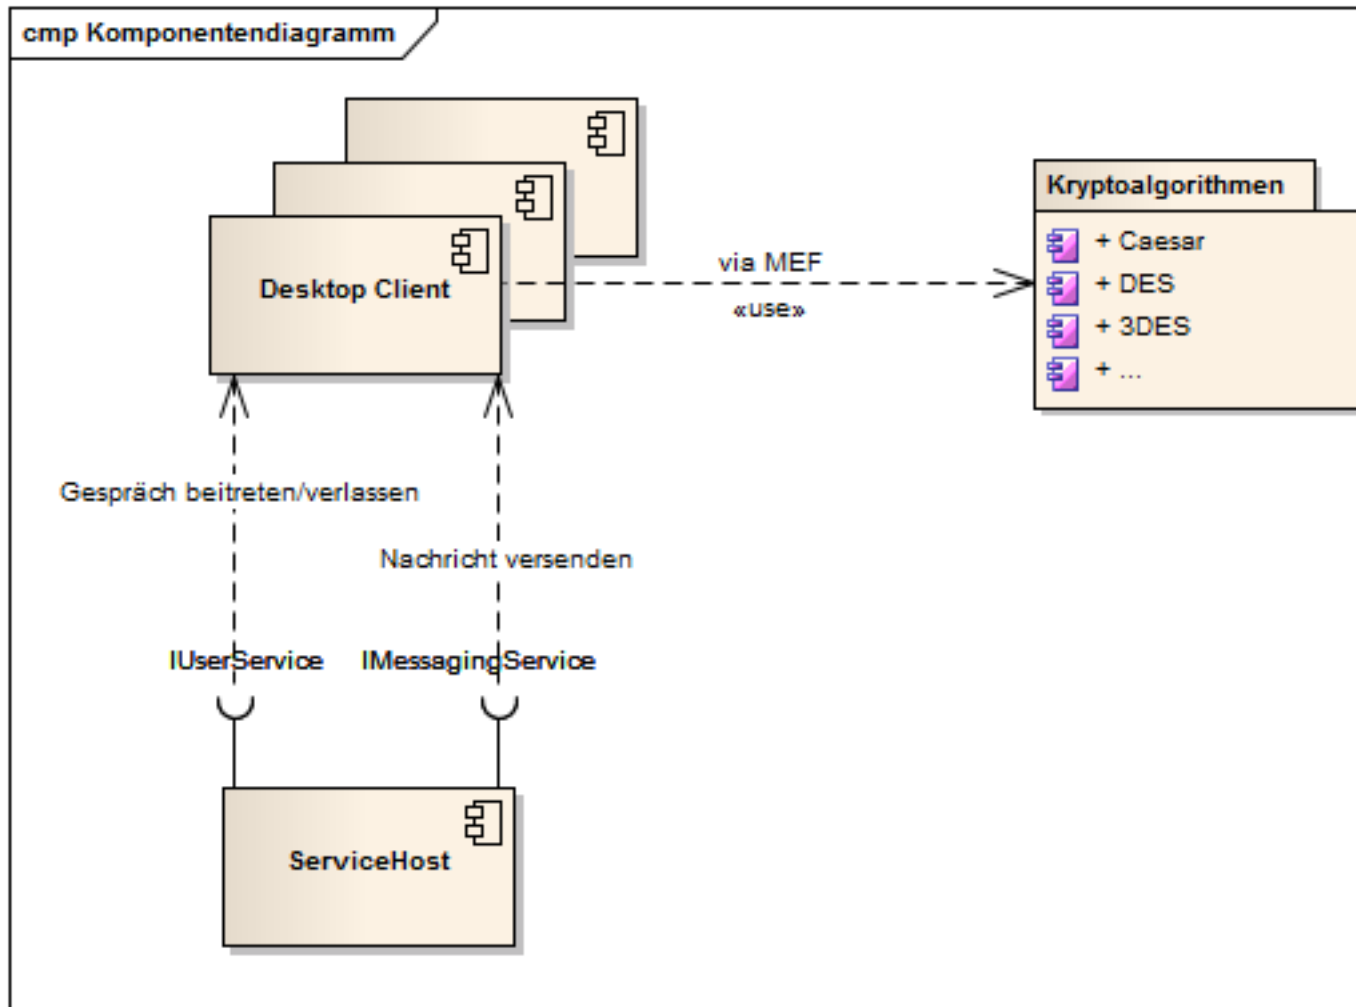 cmp Komponentendiagramm
Kryptoalgorithmen
+ Caesar
+ DES
+ 3DES
+ ...
Desktop Client
via MEF
«use»
Gespräch beitreten/verlassen
Nachricht versenden
IUserService
IMessagingService
ServiceHost